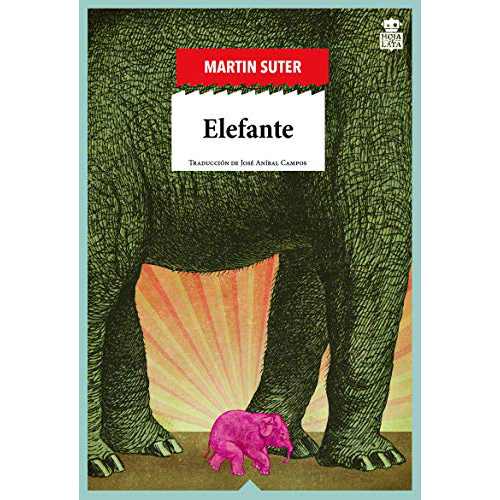 HOJA
DE
LATA
MARTIN SUTER
Elefante
TRADUCCIÓN DE JOSÉ ANÍBAL CAMPOS